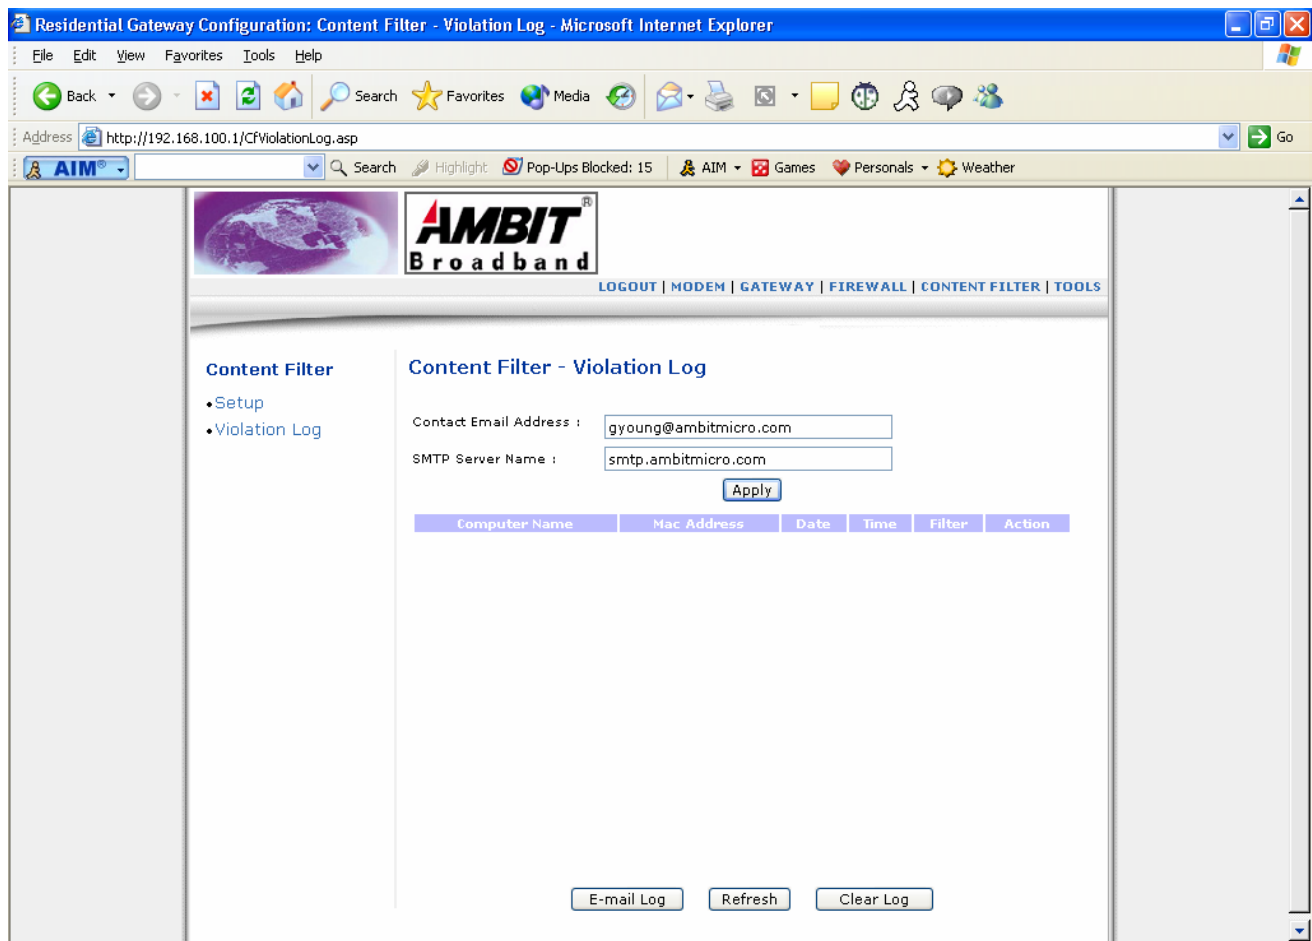 Residential Gateway Configuration: Content Filter - Violation Log - Microsoft Internet Explorer
File Edit View Favorites Tools Help
Back Search Favorites Media
Address http://192.168.100.1/CfViolationLog.asp Go
AIM® Search Highlight Pop-Ups Blocked: 15 AIM Games Personals Weather
AMBIT®
Broadband
LOGOUT | MODEM | GATEWAY | FIREWALL | CONTENT FILTER | TOOLS
Content Filter
•Setup
•Violation Log
Content Filter - Violation Log
Contact Email Address : gyoung@ambitmicro.com
SMTP Server Name : smtp.ambitmicro.com
Apply
Computer Name Mac Address Date Time Filter Action
E-mail Log Refresh Clear Log